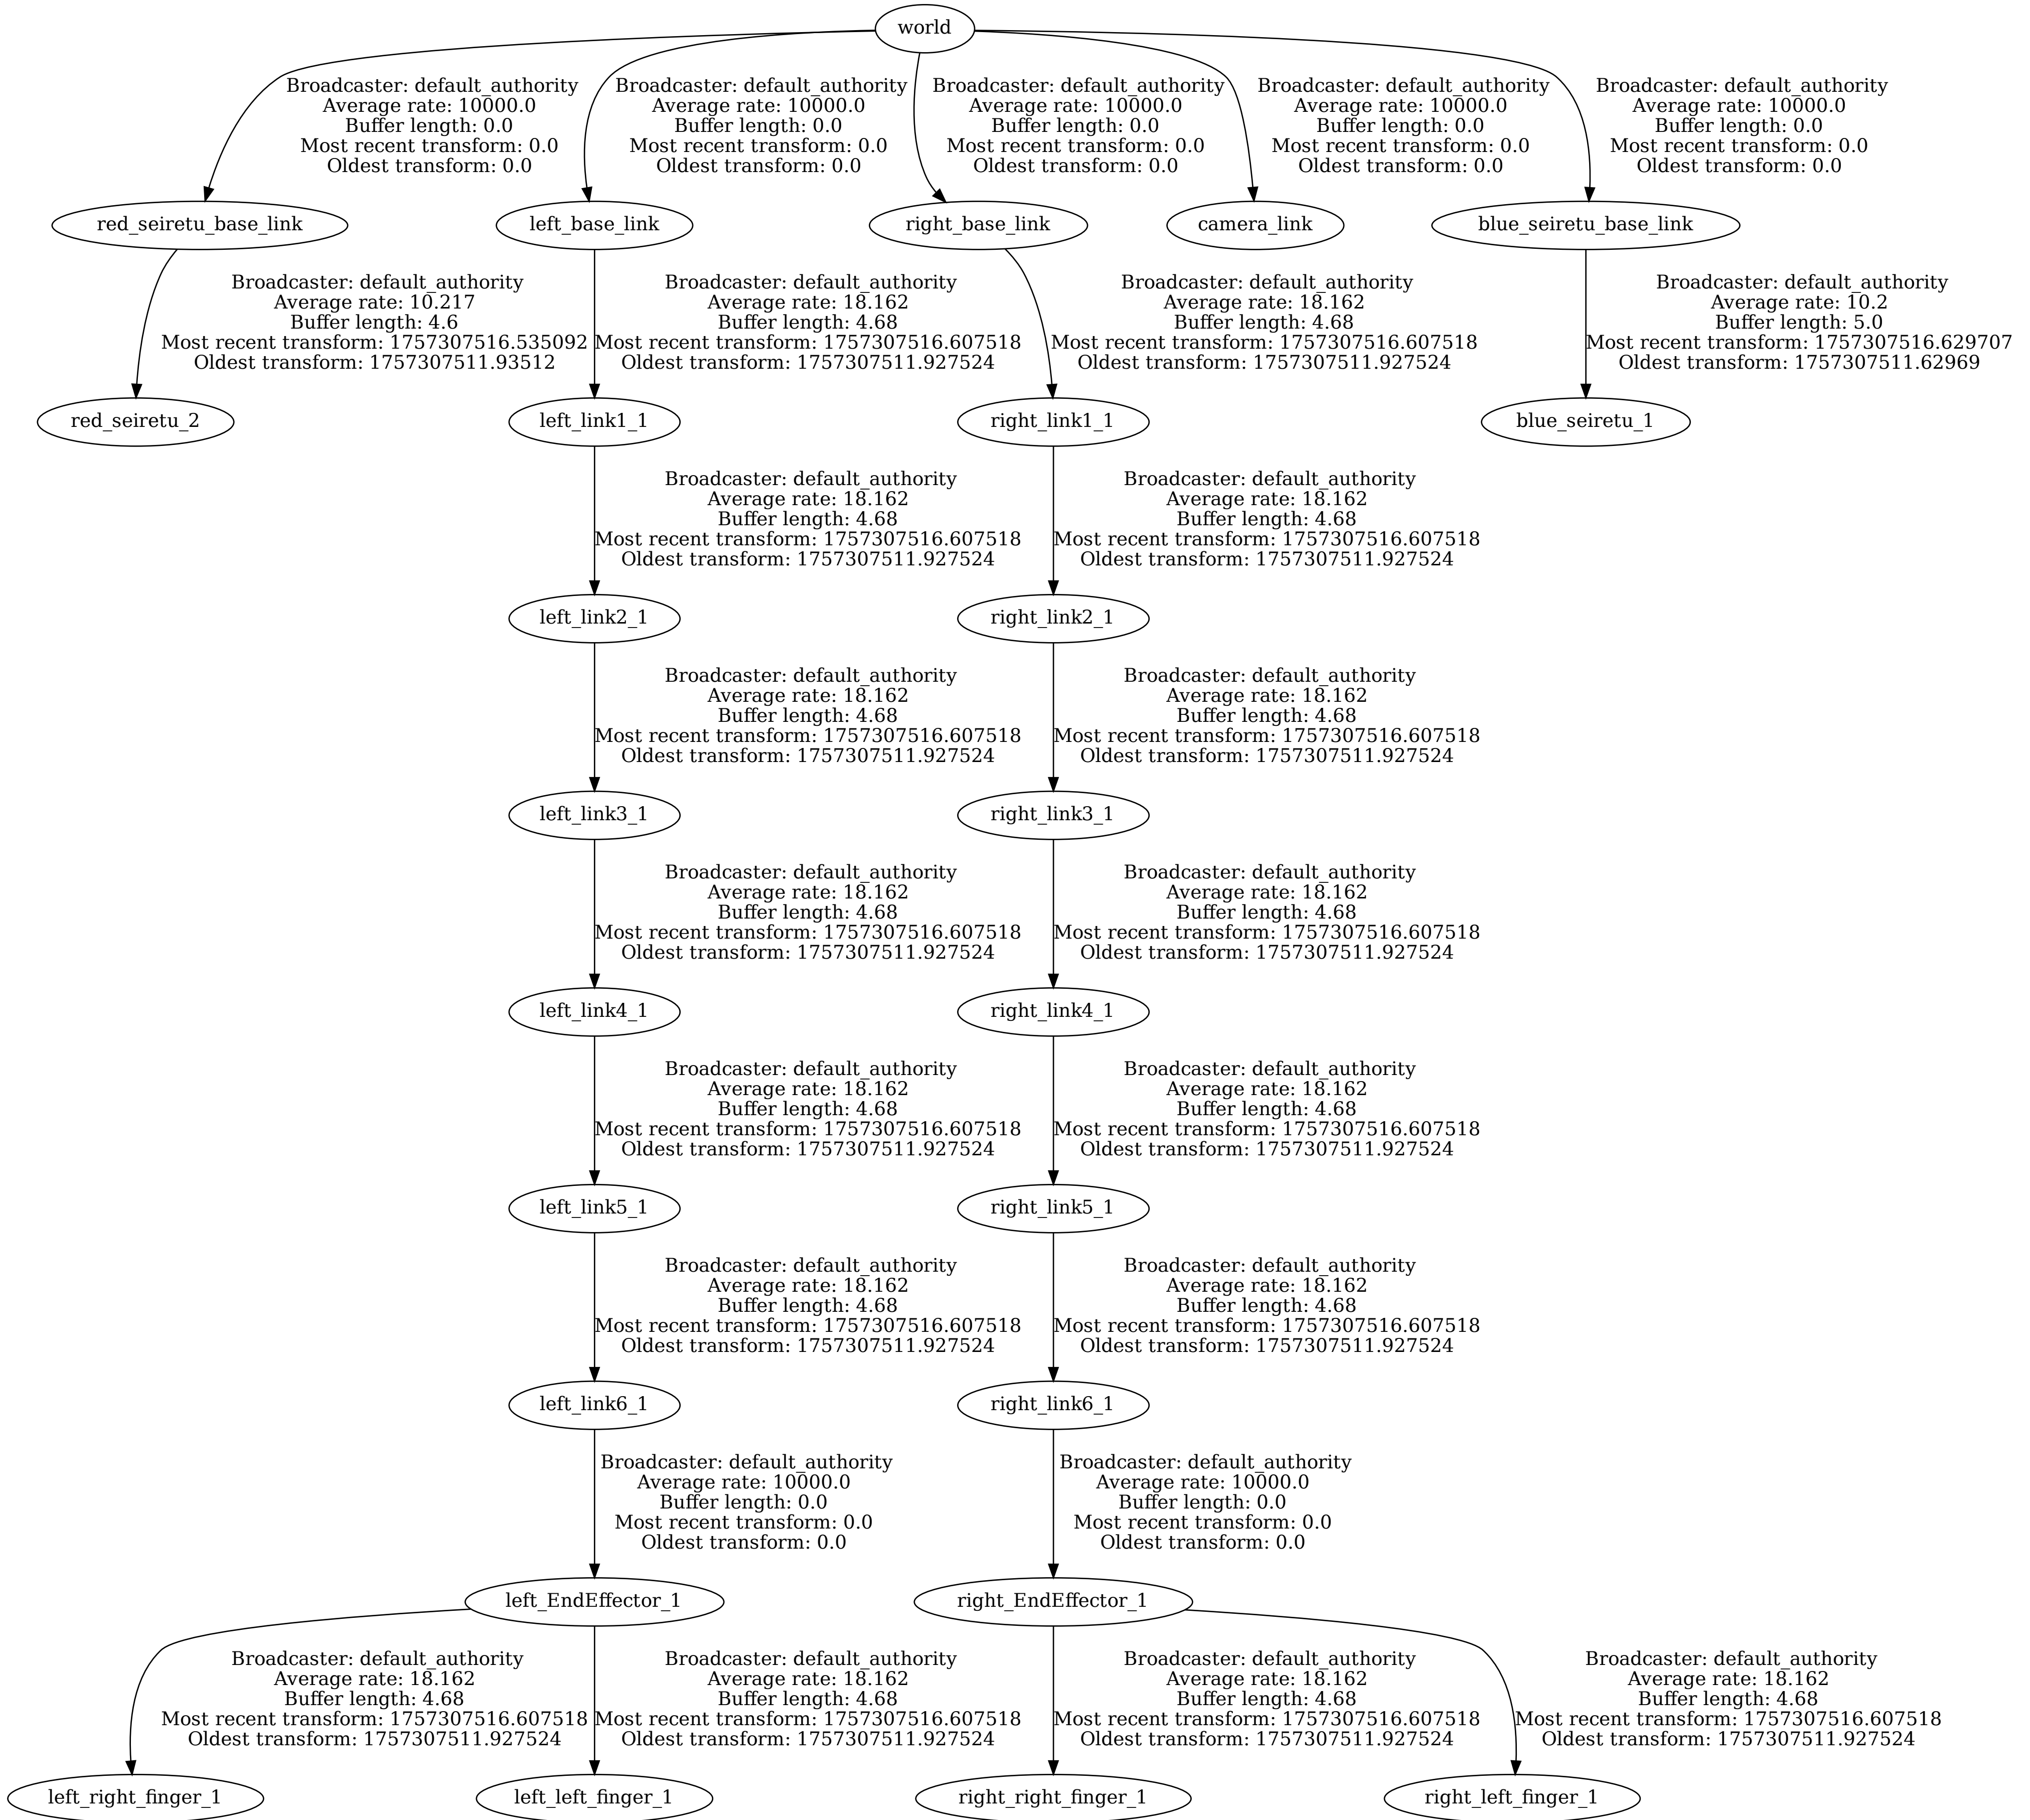 world
Broadcaster: default_authority
Average rate: 10000.0
Buffer length: 0.0
Most recent transform: 0.0
Oldest transform: 0.0
Broadcaster: default_authority
Average rate: 10000.0
Buffer length: 0.0
Most recent transform: 0.0
Oldest transform: 0.0
Broadcaster: default_authority
Average rate: 10000.0
Buffer length: 0.0
Most recent transform: 0.0
Oldest transform: 0.0
Broadcaster: default_authority
Average rate: 10000.0
Buffer length: 0.0
Most recent transform: 0.0
Oldest transform: 0.0
Broadcaster: default_authority
Average rate: 10000.0
Buffer length: 0.0
Most recent transform: 0.0
Oldest transform: 0.0
red_seiretu_base_link
left_base_link
right_base_link
camera_link
blue_seiretu_base_link
Broadcaster: default_authority
Average rate: 10.217
Buffer length: 4.6
Most recent transform: 1757307516.535092
Oldest transform: 1757307511.93512
Broadcaster: default_authority
Average rate: 18.162
Buffer length: 4.68
Most recent transform: 1757307516.607518
Oldest transform: 1757307511.927524
Broadcaster: default_authority
Average rate: 18.162
Buffer length: 4.68
Most recent transform: 1757307516.607518
Oldest transform: 1757307511.927524
Broadcaster: default_authority
Average rate: 10.2
Buffer length: 5.0
Most recent transform: 1757307516.629707
Oldest transform: 1757307511.62969
red_seiretu_2
left_link1_1
right_link1_1
blue_seiretu_1
Broadcaster: default_authority
Average rate: 18.162
Buffer length: 4.68
Most recent transform: 1757307516.607518
Oldest transform: 1757307511.927524
Broadcaster: default_authority
Average rate: 18.162
Buffer length: 4.68
Most recent transform: 1757307516.607518
Oldest transform: 1757307511.927524
left_link2_1
right_link2_1
Broadcaster: default_authority
Average rate: 18.162
Buffer length: 4.68
Most recent transform: 1757307516.607518
Oldest transform: 1757307511.927524
Broadcaster: default_authority
Average rate: 18.162
Buffer length: 4.68
Most recent transform: 1757307516.607518
Oldest transform: 1757307511.927524
left_link3_1
right_link3_1
Broadcaster: default_authority
Average rate: 18.162
Buffer length: 4.68
Most recent transform: 1757307516.607518
Oldest transform: 1757307511.927524
Broadcaster: default_authority
Average rate: 18.162
Buffer length: 4.68
Most recent transform: 1757307516.607518
Oldest transform: 1757307511.927524
left_link4_1
right_link4_1
Broadcaster: default_authority
Average rate: 18.162
Buffer length: 4.68
Most recent transform: 1757307516.607518
Oldest transform: 1757307511.927524
Broadcaster: default_authority
Average rate: 18.162
Buffer length: 4.68
Most recent transform: 1757307516.607518
Oldest transform: 1757307511.927524
left_link5_1
right_link5_1
Broadcaster: default_authority
Average rate: 18.162
Buffer length: 4.68
Most recent transform: 1757307516.607518
Oldest transform: 1757307511.927524
Broadcaster: default_authority
Average rate: 18.162
Buffer length: 4.68
Most recent transform: 1757307516.607518
Oldest transform: 1757307511.927524
left_link6_1
right_link6_1
Broadcaster: default_authority
Average rate: 10000.0
Buffer length: 0.0
Most recent transform: 0.0
Oldest transform: 0.0
Broadcaster: default_authority
Average rate: 10000.0
Buffer length: 0.0
Most recent transform: 0.0
Oldest transform: 0.0
left_EndEffector_1
right_EndEffector_1
Broadcaster: default_authority
Average rate: 18.162
Buffer length: 4.68
Most recent transform: 1757307516.607518
Oldest transform: 1757307511.927524
Broadcaster: default_authority
Average rate: 18.162
Buffer length: 4.68
Most recent transform: 1757307516.607518
Oldest transform: 1757307511.927524
Broadcaster: default_authority
Average rate: 18.162
Buffer length: 4.68
Most recent transform: 1757307516.607518
Oldest transform: 1757307511.927524
Broadcaster: default_authority
Average rate: 18.162
Buffer length: 4.68
Most recent transform: 1757307516.607518
Oldest transform: 1757307511.927524
left_right_finger_1
left_left_finger_1
right_right_finger_1
right_left_finger_1